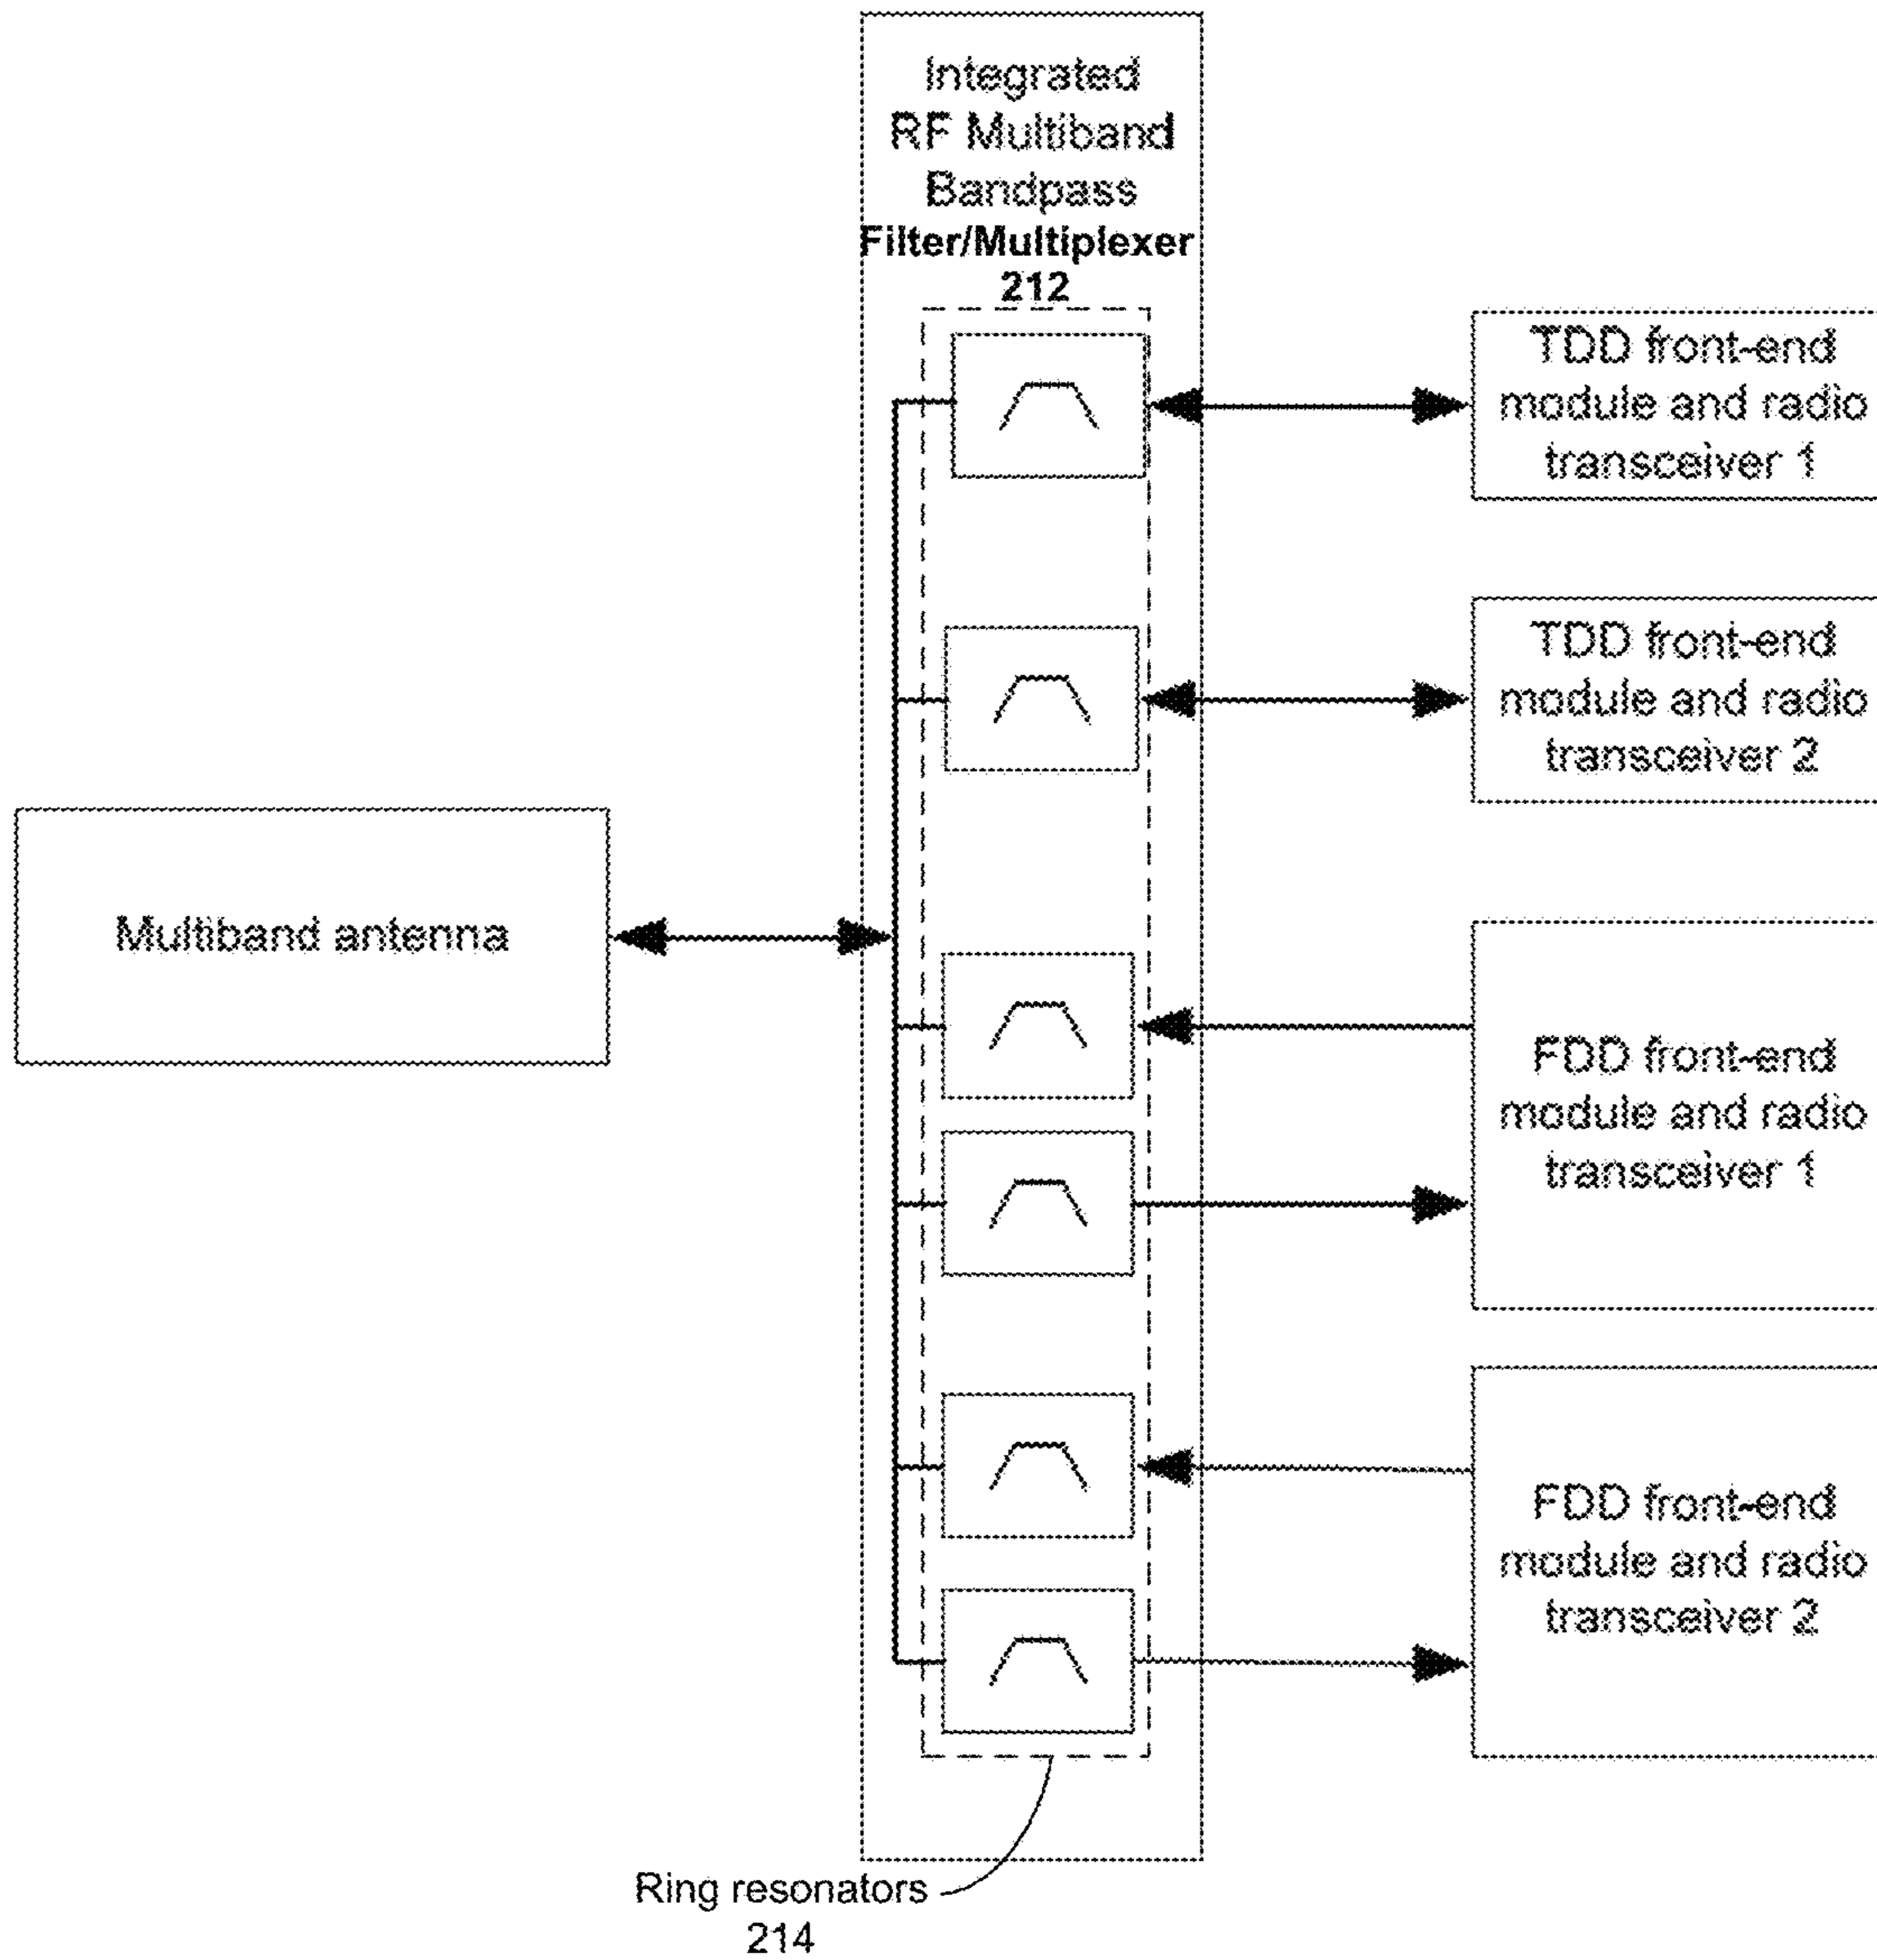 Integrated
RF Multiband
Bandpass
Filter/Multiplexer
212
TDD front-end
module and radio
transceiver 1
TDD front-end
module and radio
transceiver 2
Multiband antenna
FDD front-end
module and radio
transceiver 1
FDD front-end
module and radio
transceiver 2
Ring resonators
214